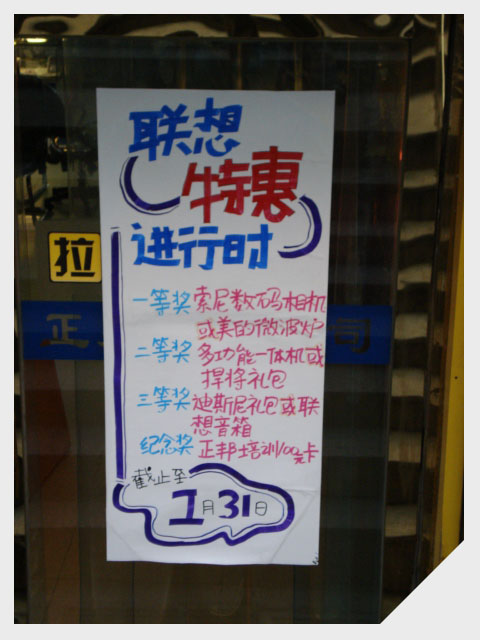 联想
特惠
进行时
拉
正
司
一等奖 索尼数码相机
或美的微波炉
二等奖 多功能一体机或
捍将礼包
三等奖 迪斯尼礼包或联
想音箱
纪念奖 正邦培训100元卡
截止至
1月31日